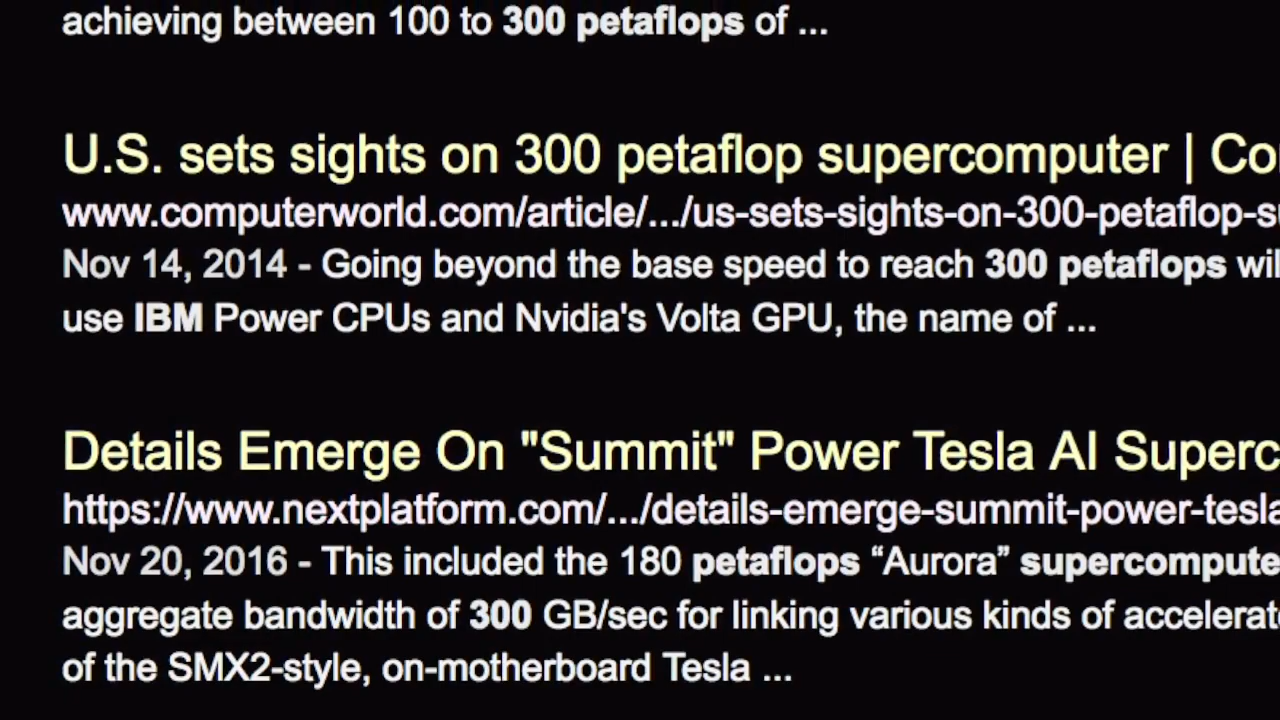 achieving between 100 to 300 petaflops of ...
U.S. sets sights on 300 petaflop supercomputer | Co
www.computerworld.com/article/.../us-sets-sights-on-300-petaflop-s
Nov 14, 2014 - Going beyond the base speed to reach 300 petaflops wil
use IBM Power CPUs and Nvidia's Volta GPU, the name of ...
Details Emerge On "Summit" Power Tesla AI Superc
https://www.nextplatform.com/.../details-emerge-summit-power-tesla
Nov 20, 2016 - This included the 180 petaflops “Aurora” supercompute
aggregate bandwidth of 300 GB/sec for linking various kinds of accelerat
of the SMX2-style, on-motherboard Tesla ...